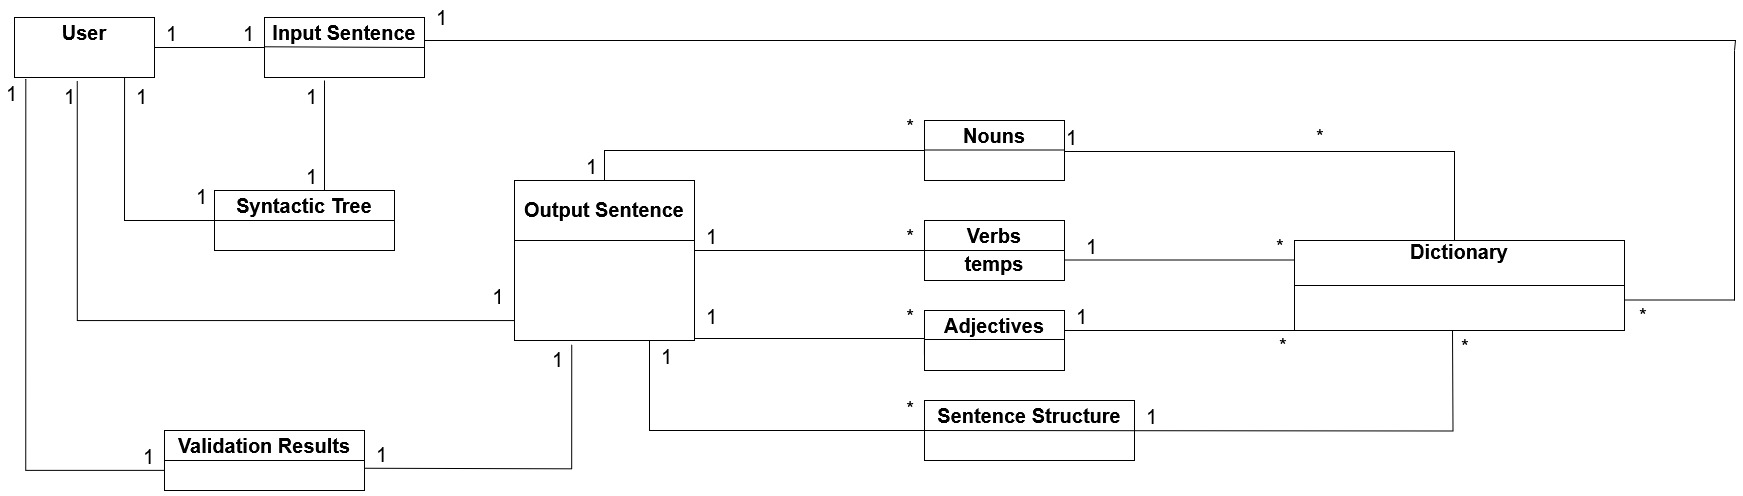 User
1
1
Input Sentence
1
1
1
1
1
1
1
Syntactic Tree
*
Nouns
1
*
1
Output Sentence
1
*
Verbs
temps
1
*
Dictionary
1
1
*
Adjectives
1
*
*
*
1
1
*
Sentence Structure
1
1
Validation Results
1